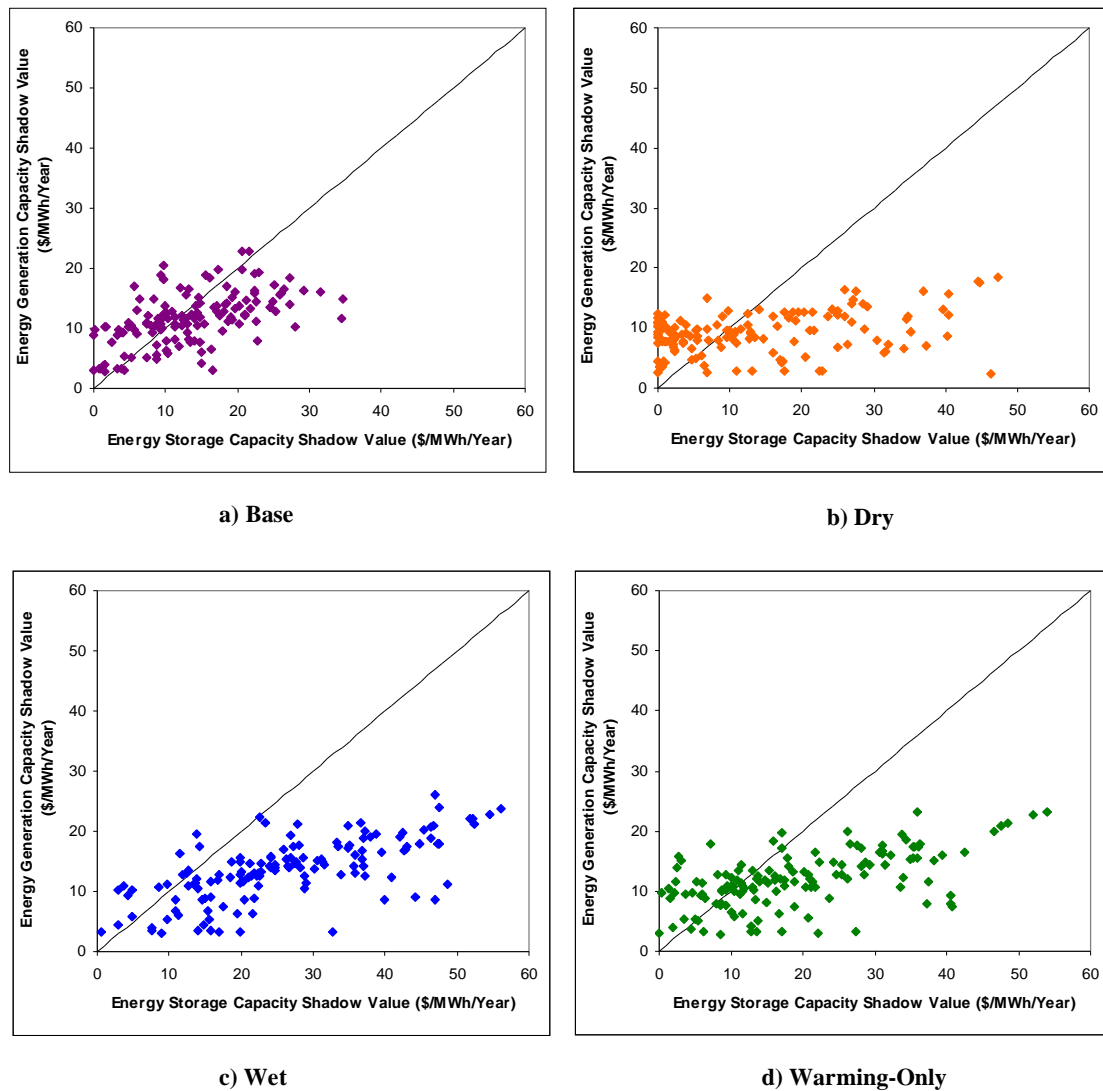 60
50
40
30
20
10
0
0 10 20 30 40 50 60
Energy Generation Capacity Shadow Value
($/MWh/Year)
Energy Storage Capacity Shadow Value ($/MWh/Year)
a) Base
60
50
40
30
20
10
0
0 10 20 30 40 50 60
Energy Generation Capacity Shadow Value
($/MWh/Year)
Energy Storage Capacity Shadow Value ($/MWh/Year)
b) Dry
60
50
40
30
20
10
0
0 10 20 30 40 50 60
Energy Generation Capacity Shadow Value
($/MWh/Year)
Energy Storage Capacity Shadow Value ($/MWh/Year)
c) Wet
60
50
40
30
20
10
0
0 10 20 30 40 50 60
Energy Generation Capacity Shadow Value
($/MWh/Year)
Energy Storage Capacity Shadow Value ($/MWh/Year)
d) Warming-Only